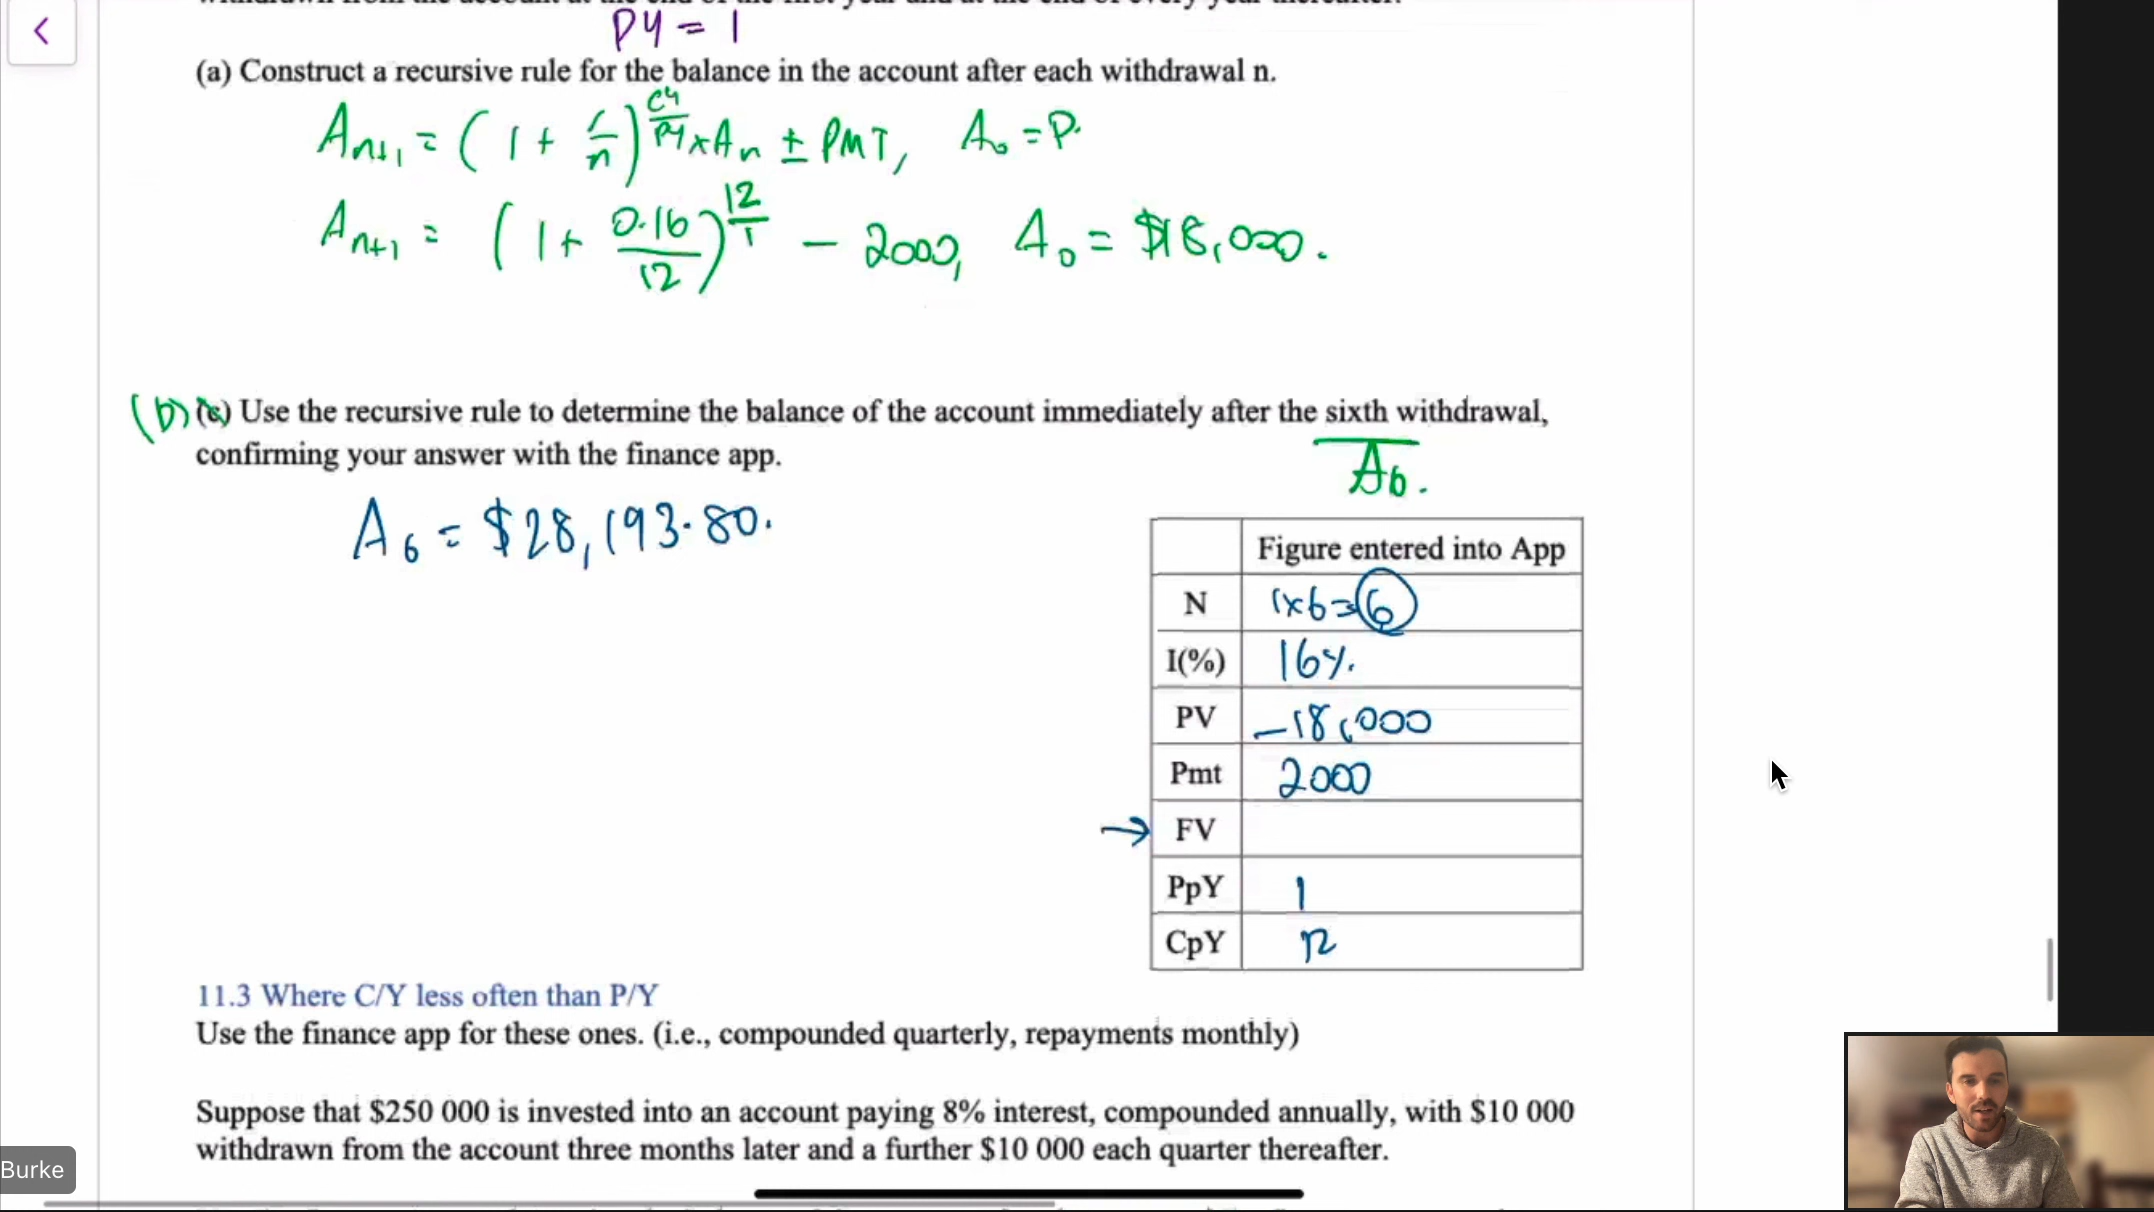 PY = 1
(a) Construct a recursive rule for the balance in the account after each withdrawal n.
An+1 = (1 + r/n)^(CY/PY) × An ± PMT, A0 = P.
An+1 = (1 + 0.16/12)^(12/1) − 2000, A0 = $18,000.
(b) (c) Use the recursive rule to determine the balance of the account immediately after the sixth withdrawal,
confirming your answer with the finance app.
A6.
A6 = $28,193.80.
Figure entered into App
N 1×6=6
I(%) 16%.
PV −18,000
Pmt 2000
→ FV
PpY 1
CpY 12
11.3 Where C/Y less often than P/Y
Use the finance app for these ones. (i.e., compounded quarterly, repayments monthly)
Suppose that $250 000 is invested into an account paying 8% interest, compounded annually, with $10 000
withdrawn from the account three months later and a further $10 000 each quarter thereafter.
Burke